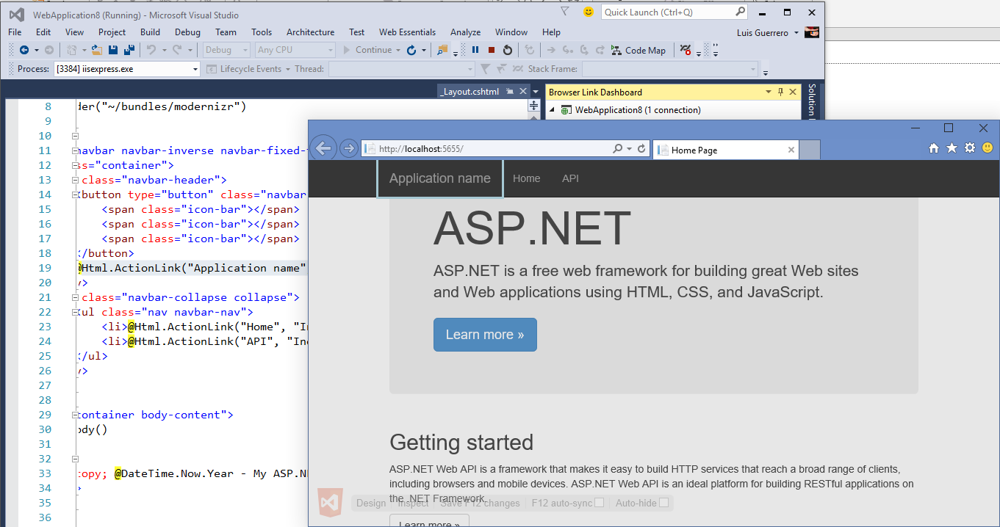 WebApplication8 (Running) - Microsoft Visual Studio
Quick Launch (Ctrl+Q)
File Edit View Project Build Debug Team Tools Architecture Test Web Essentials Analyze Window Help
Luis Guerrero
Debug Any CPU Continue Code Map
Process: [3384] iisexpress.exe Lifecycle Events Thread: Stack Frame:
_Layout.cshtml
Browser Link Dashboard
Solution
WebApplication8 (1 connection)
8 der("~/bundles/modernizr")
9
10
11 navbar navbar-inverse navbar-fixed-
12 ss="container">
13 class="navbar-header">
14 button type="button" class="navbar
15 <span class="icon-bar"></span>
16 <span class="icon-bar"></span>
17 <span class="icon-bar"></span>
18 /button>
19 @Html.ActionLink("Application name"
20 >
21 class="navbar-collapse collapse">
22 ul class="nav navbar-nav">
23 <li>@Html.ActionLink("Home", "In
24 <li>@Html.ActionLink("API", "Ind
25 /ul>
26 >
27
28
29 container body-content">
30 ody()
31
32
33 copy; @DateTime.Now.Year - My ASP.NE
34 >
35
36
http://localhost:5655/
Home Page
Application name Home API
ASP.NET
ASP.NET is a free web framework for building great Web sites
and Web applications using HTML, CSS, and JavaScript.
Learn more »
Getting started
ASP.NET Web API is a framework that makes it easy to build HTTP services that reach a broad range of clients,
including browsers and mobile devices. ASP.NET Web API is an ideal platform for building RESTful applications on
the .NET Framework.
Design Inspect Save F12 changes F12 auto-sync Auto-hide
Learn more »